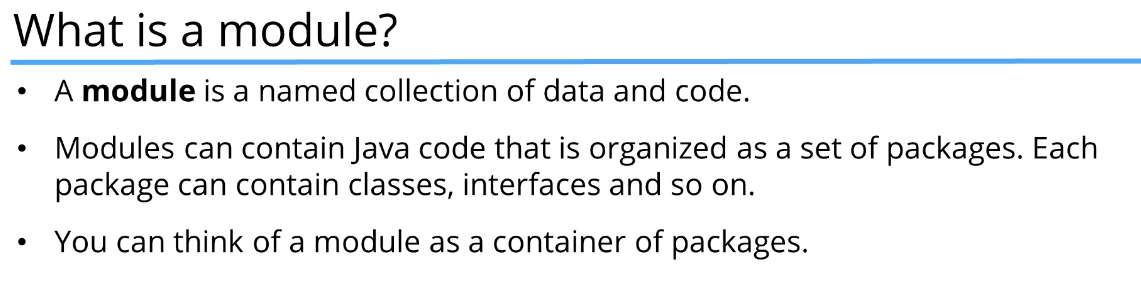 What is a module?
• A module is a named collection of data and code.
• Modules can contain Java code that is organized as a set of packages. Each
package can contain classes, interfaces and so on.
• You can think of a module as a container of packages.